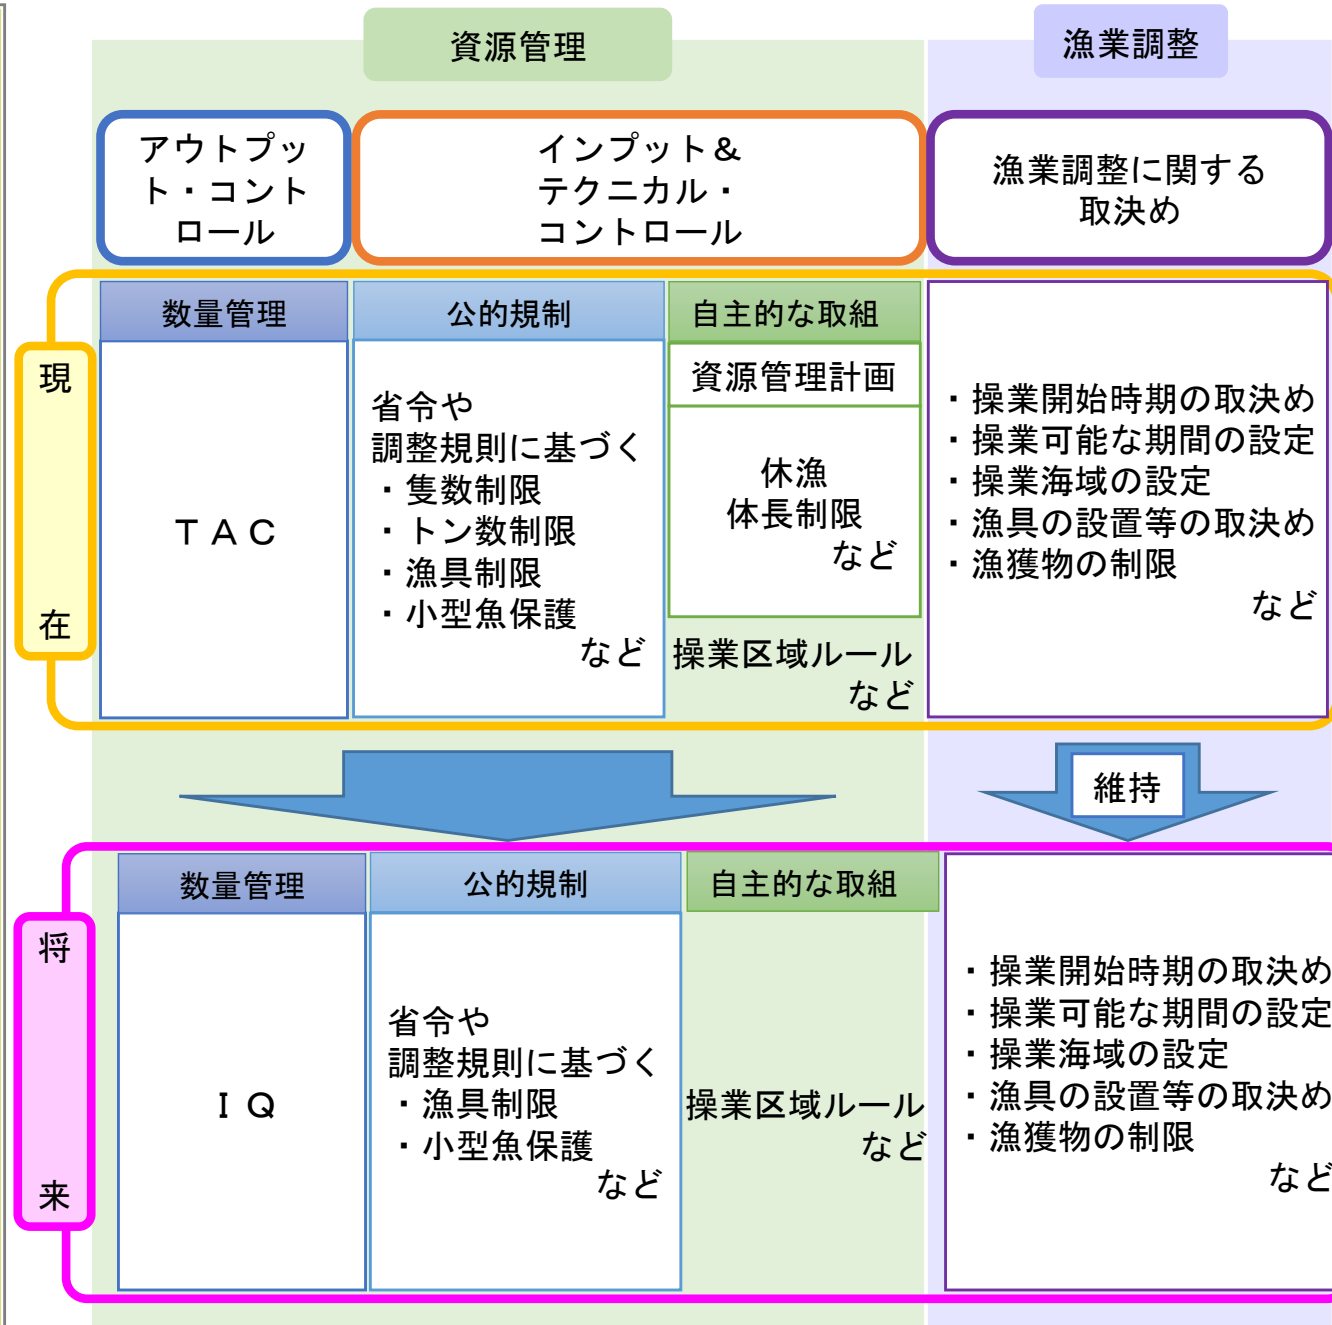 資源管理
漁業調整
アウトプッ
ト・コント
ロール
インプット＆
テクニカル・
コントロール
漁業調整に関する
取決め
現
在
数量管理
ＴＡＣ
公的規制
省令や
調整規則に基づく
・隻数制限
・トン数制限
・漁具制限
・小型魚保護
など
自主的な取組
資源管理計画
休漁
体長制限
など
操業区域ルール
など
・操業開始時期の取決め
・操業可能な期間の設定
・操業海域の設定
・漁具の設置等の取決め
・漁獲物の制限
など
維持
将
来
数量管理
ＩＱ
公的規制
省令や
調整規則に基づく
・漁具制限
・小型魚保護
など
自主的な取組
操業区域ルール
など
・操業開始時期の取決め
・操業可能な期間の設定
・操業海域の設定
・漁具の設置等の取決め
・漁獲物の制限
など